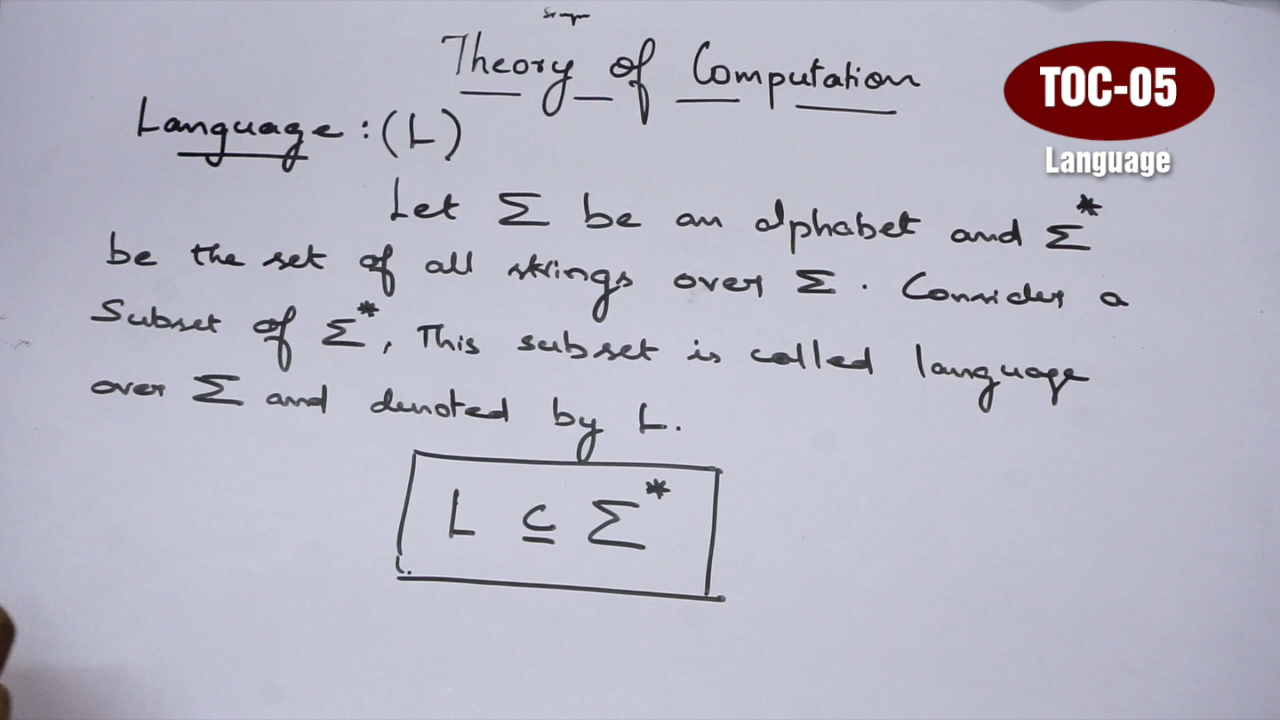 Theory of Computation
TOC-05
Language
Language : (L)
Let Σ be an alphabet and Σ*
be the set of all strings over Σ. Consider a
Subset of Σ*, This subset is called language
over Σ and denoted by L.
L ⊆ Σ*